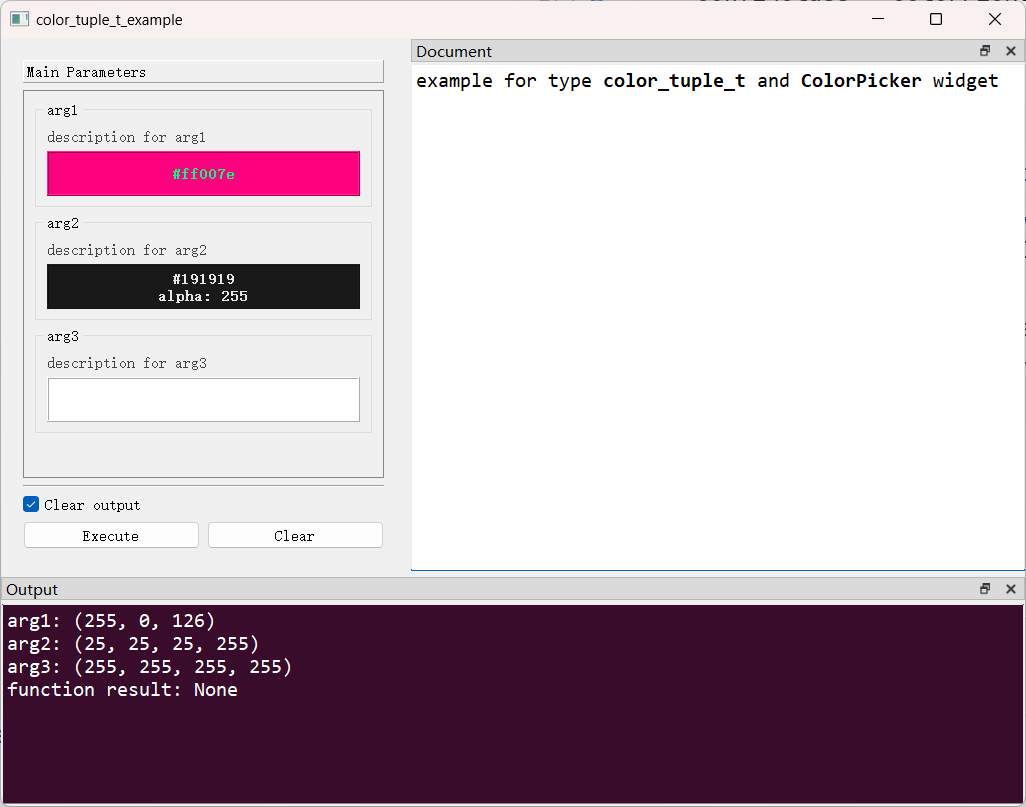 color_tuple_t_example
Main Parameters
arg1
description for arg1
#ff007e
arg2
description for arg2
#191919
alpha: 255
arg3
description for arg3
Clear output
Execute
Clear
Document
example for type color_tuple_t and ColorPicker widget
Output
arg1: (255, 0, 126)
arg2: (25, 25, 25, 255)
arg3: (255, 255, 255, 255)
function result: None